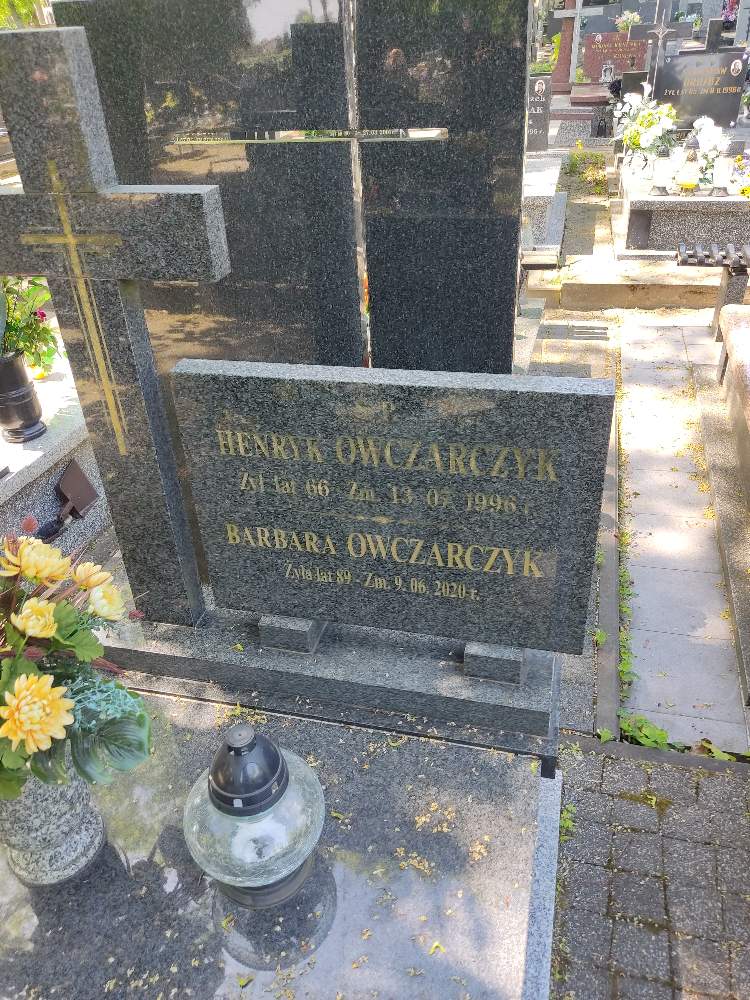 HENRYK OWCZARCZYK
Żył lat 66 Zm. 13 07 1996 r.
BARBARA OWCZARCZYK
Żyła lat 89 - Zm. 9. 06. 2020 r.